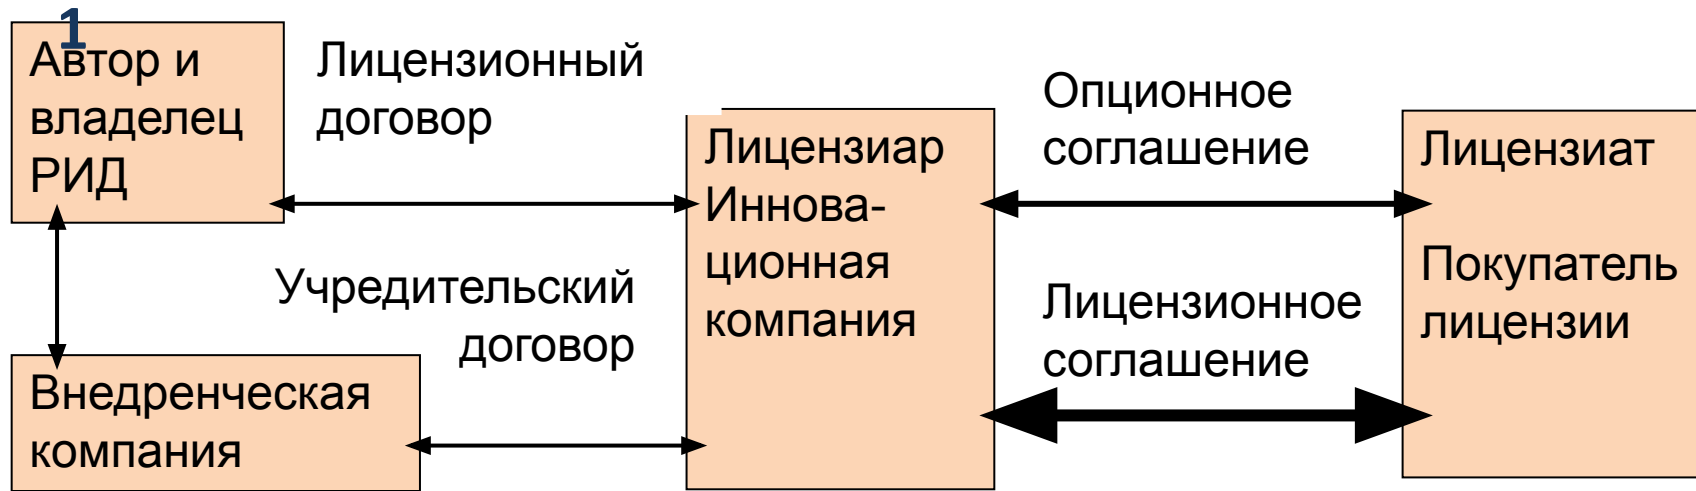 1
Автор и
владелец
РИД
Лицензионный
договор
Учредительский
договор
Внедренческая
компания
Лицензиар
Иннова-
ционная
компания
Опционное
соглашение
Лицензионное
соглашение
Лицензиат
Покупатель
лицензии